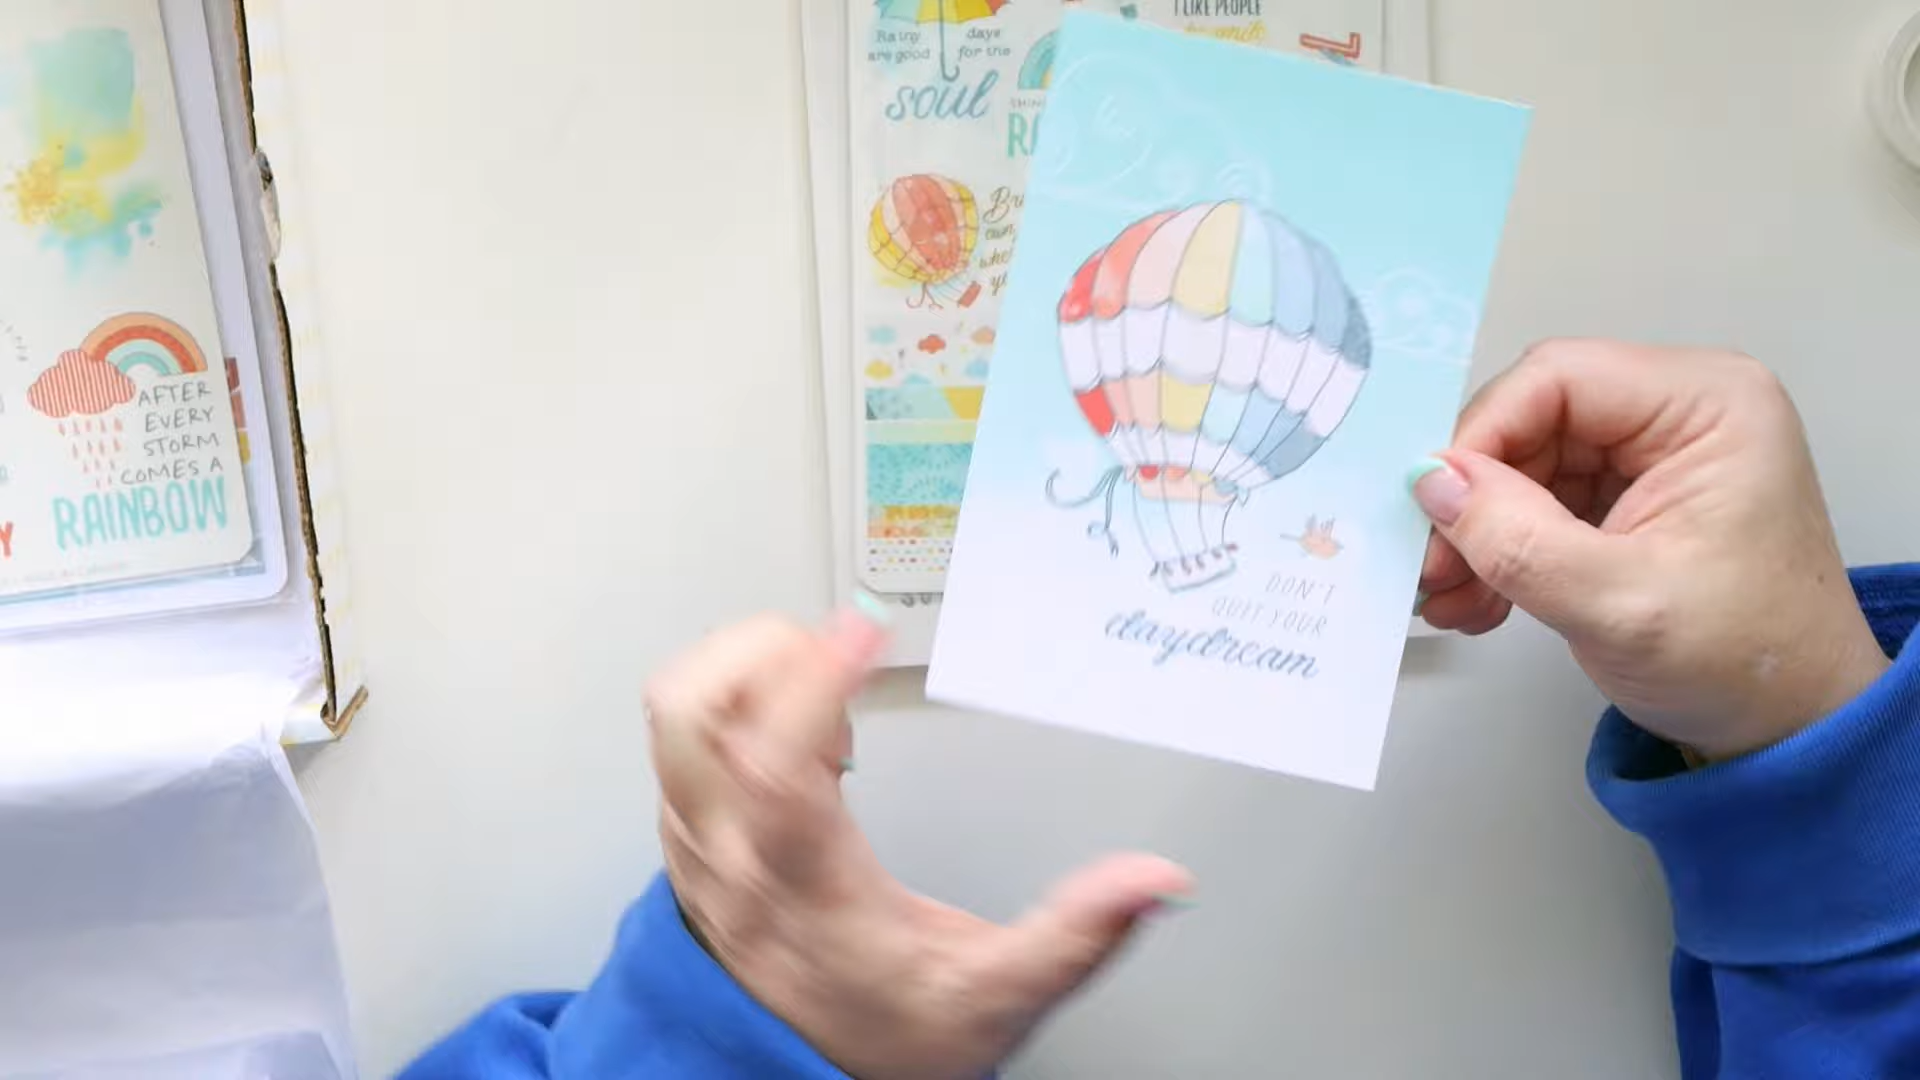 I LIKE PEOPLE
Rainy days
are good for the
soul
AFTER
EVERY
STORM
COMES A
RAINBOW
DON'T
QUIT YOUR
daydream